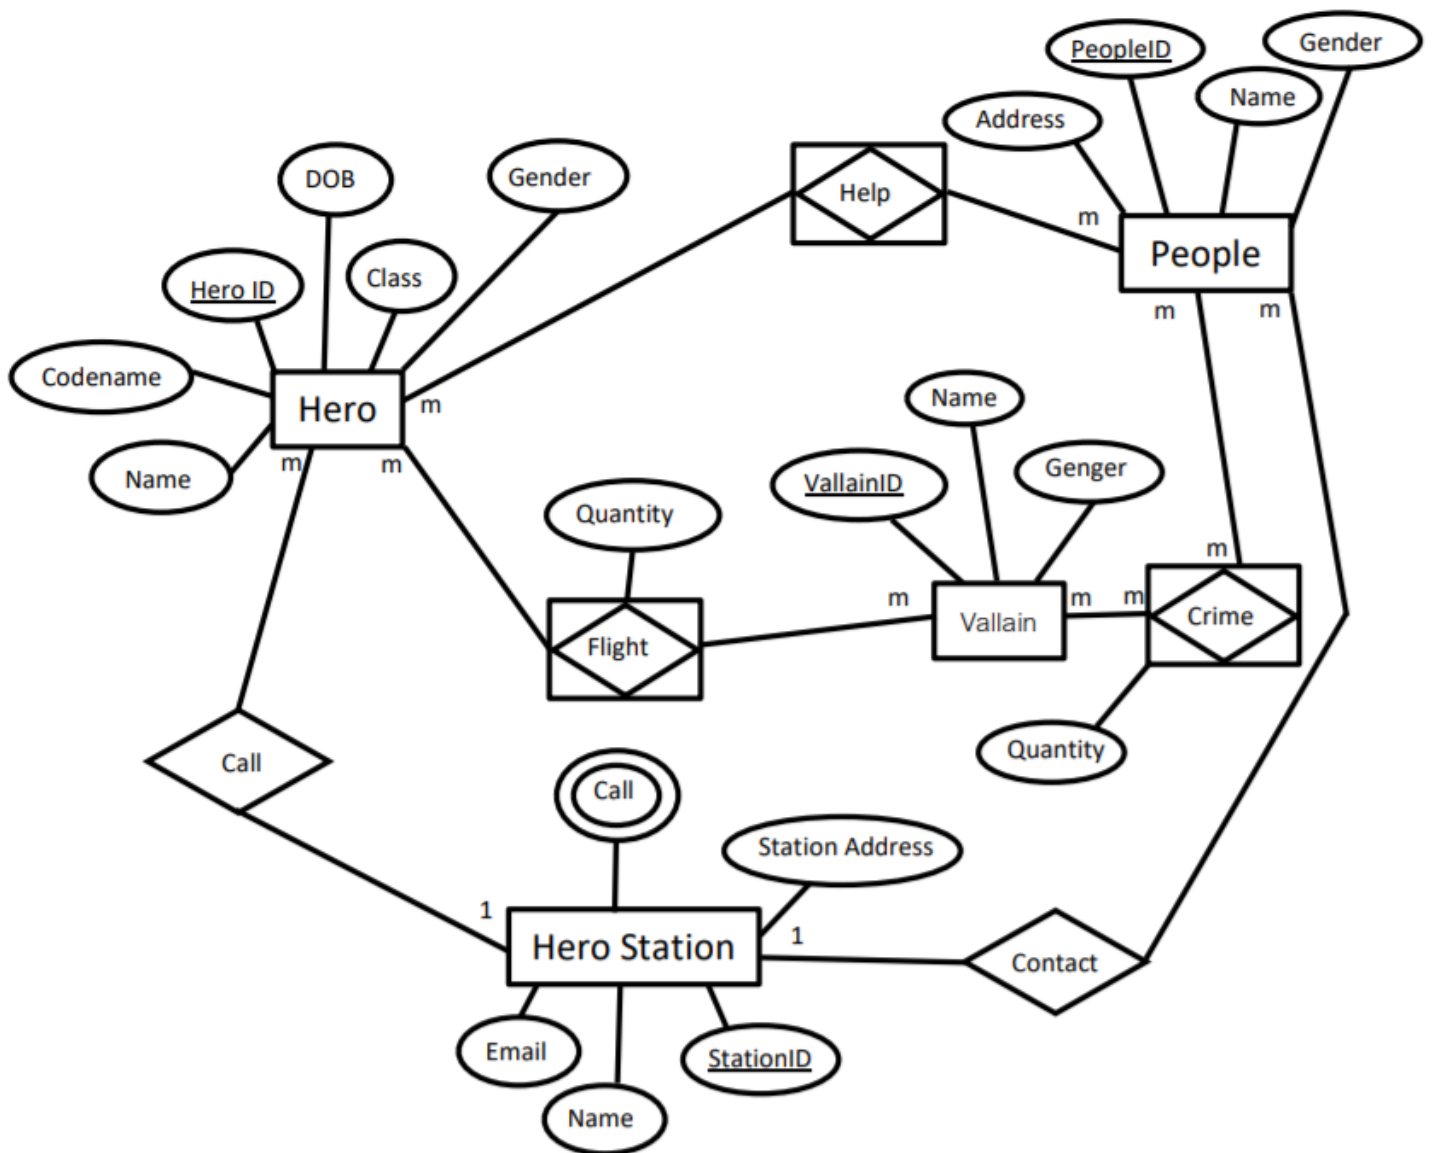 PeopleID
Gender
Name
Address
DOB
Gender
Help
m
People
Hero ID
Class
m
m
Codename
Hero
m
Name
Name
m
m
VallainID
Genger
Quantity
m
m
m
m
Flight
Vallain
Crime
Quantity
Call
Call
Station Address
1
1
Hero Station
Contact
Email
StationID
Name